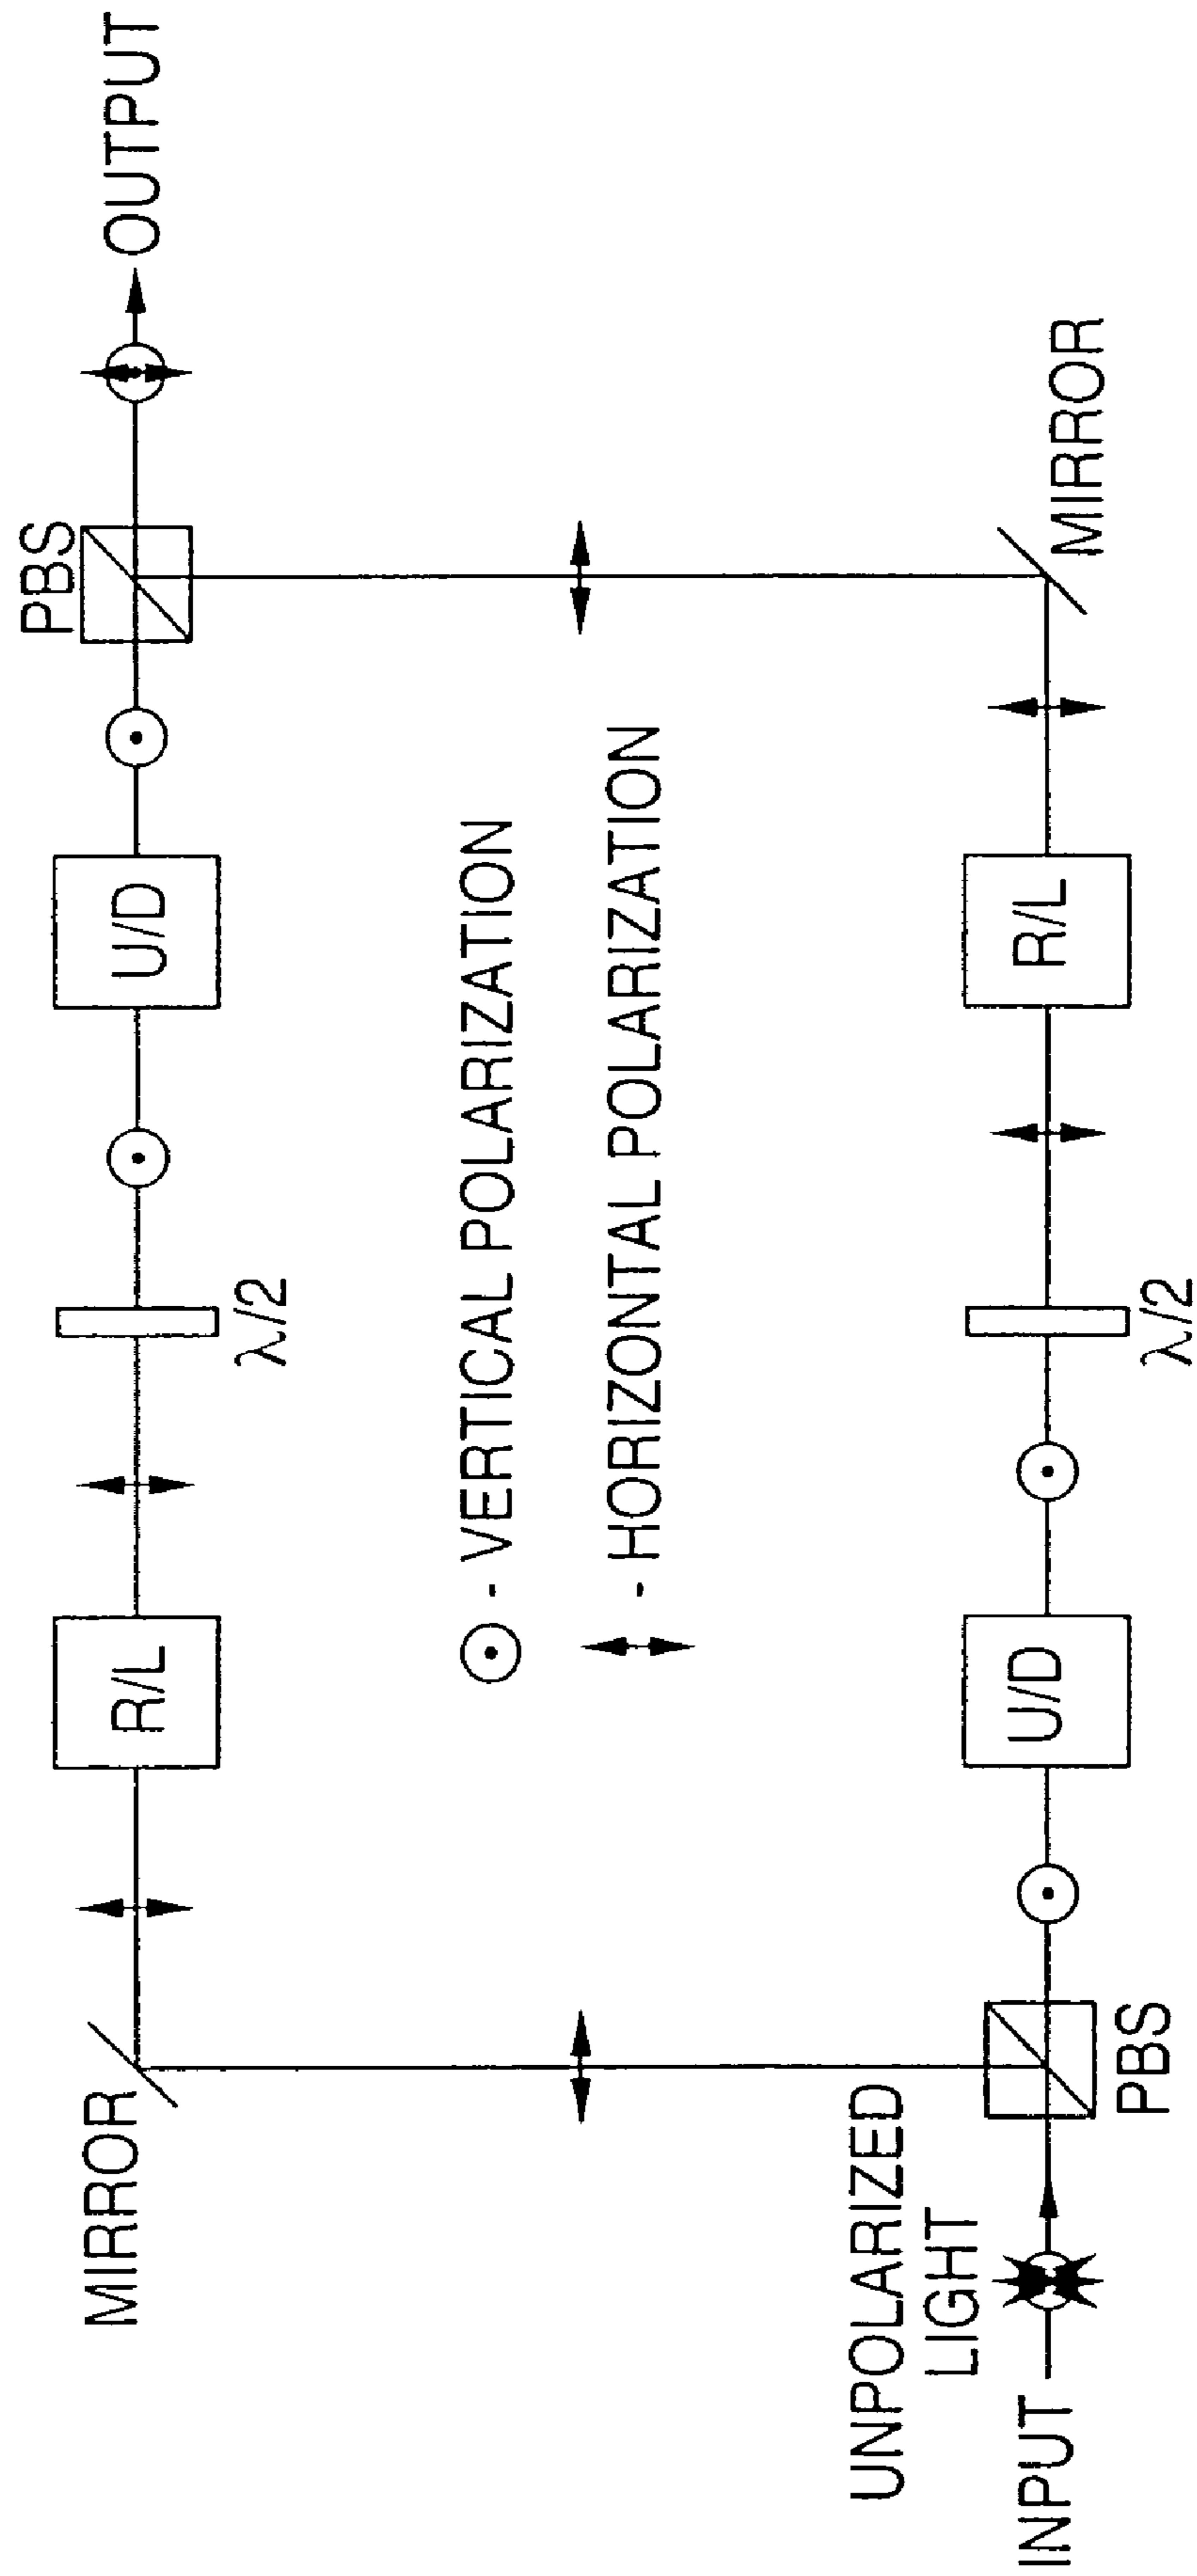 MIRROR
R/L
λ/2
U/D
PBS
OUTPUT
- VERTICAL POLARIZATION
- HORIZONTAL POLARIZATION
UNPOLARIZED
LIGHT
INPUT
PBS
U/D
λ/2
R/L
MIRROR